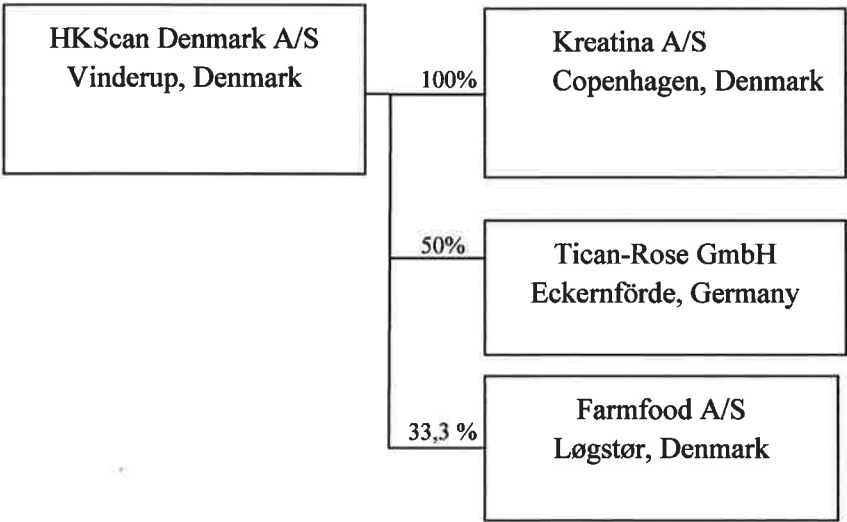 HKScan Denmark A/S
Vinderup, Denmark
100%
Kreatina A/S
Copenhagen, Denmark
50%
Tican-Rose GmbH
Eckernförde, Germany
33,3 %
Farmfood A/S
Løgstør, Denmark